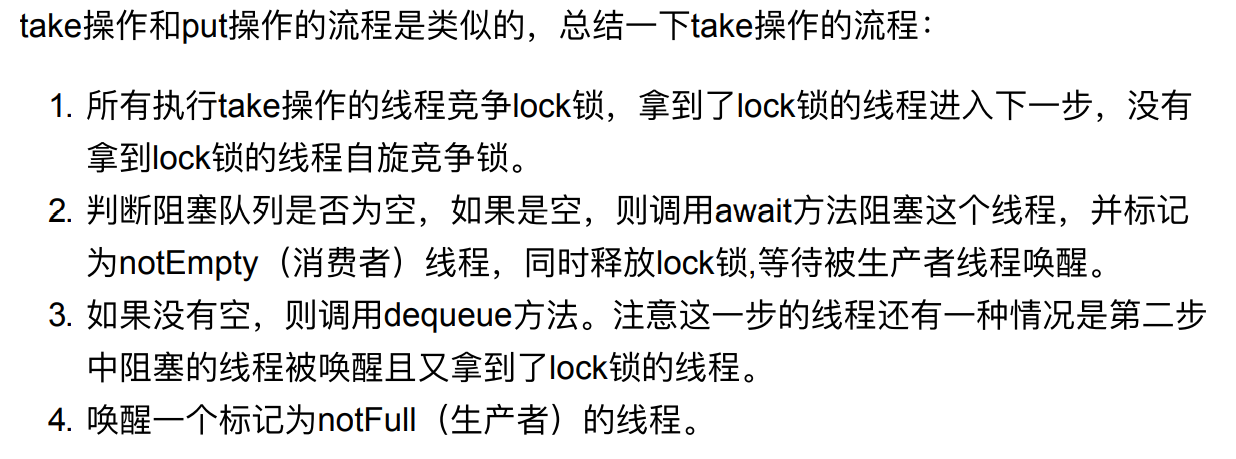 take操作和put操作的流程是类似的，总结一下take操作的流程：
1. 所有执行take操作的线程竞争lock锁，拿到了lock锁的线程进入下一步，没有
拿到lock锁的线程自旋竞争锁。
2. 判断阻塞队列是否为空，如果是空，则调用await方法阻塞这个线程，并标记
为notEmpty（消费者）线程，同时释放lock锁,等待被生产者线程唤醒。
3. 如果没有空，则调用dequeue方法。注意这一步的线程还有一种情况是第二步
中阻塞的线程被唤醒且又拿到了lock锁的线程。
4. 唤醒一个标记为notFull（生产者）的线程。